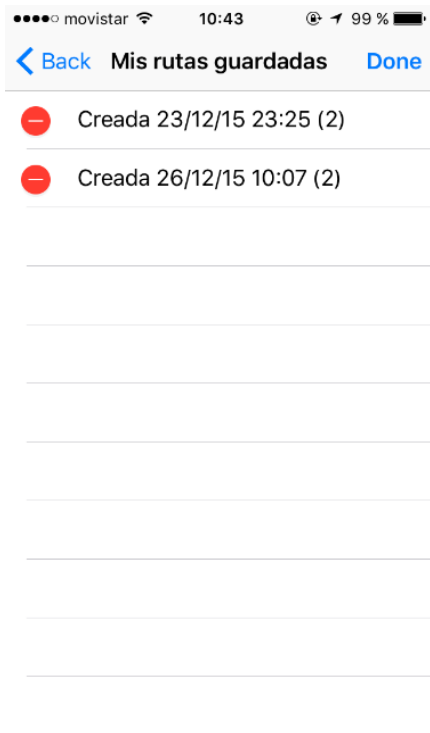 movistar 10:43 99 %
Back Mis rutas guardadas Done
Creada 23/12/15 23:25 (2)
Creada 26/12/15 10:07 (2)